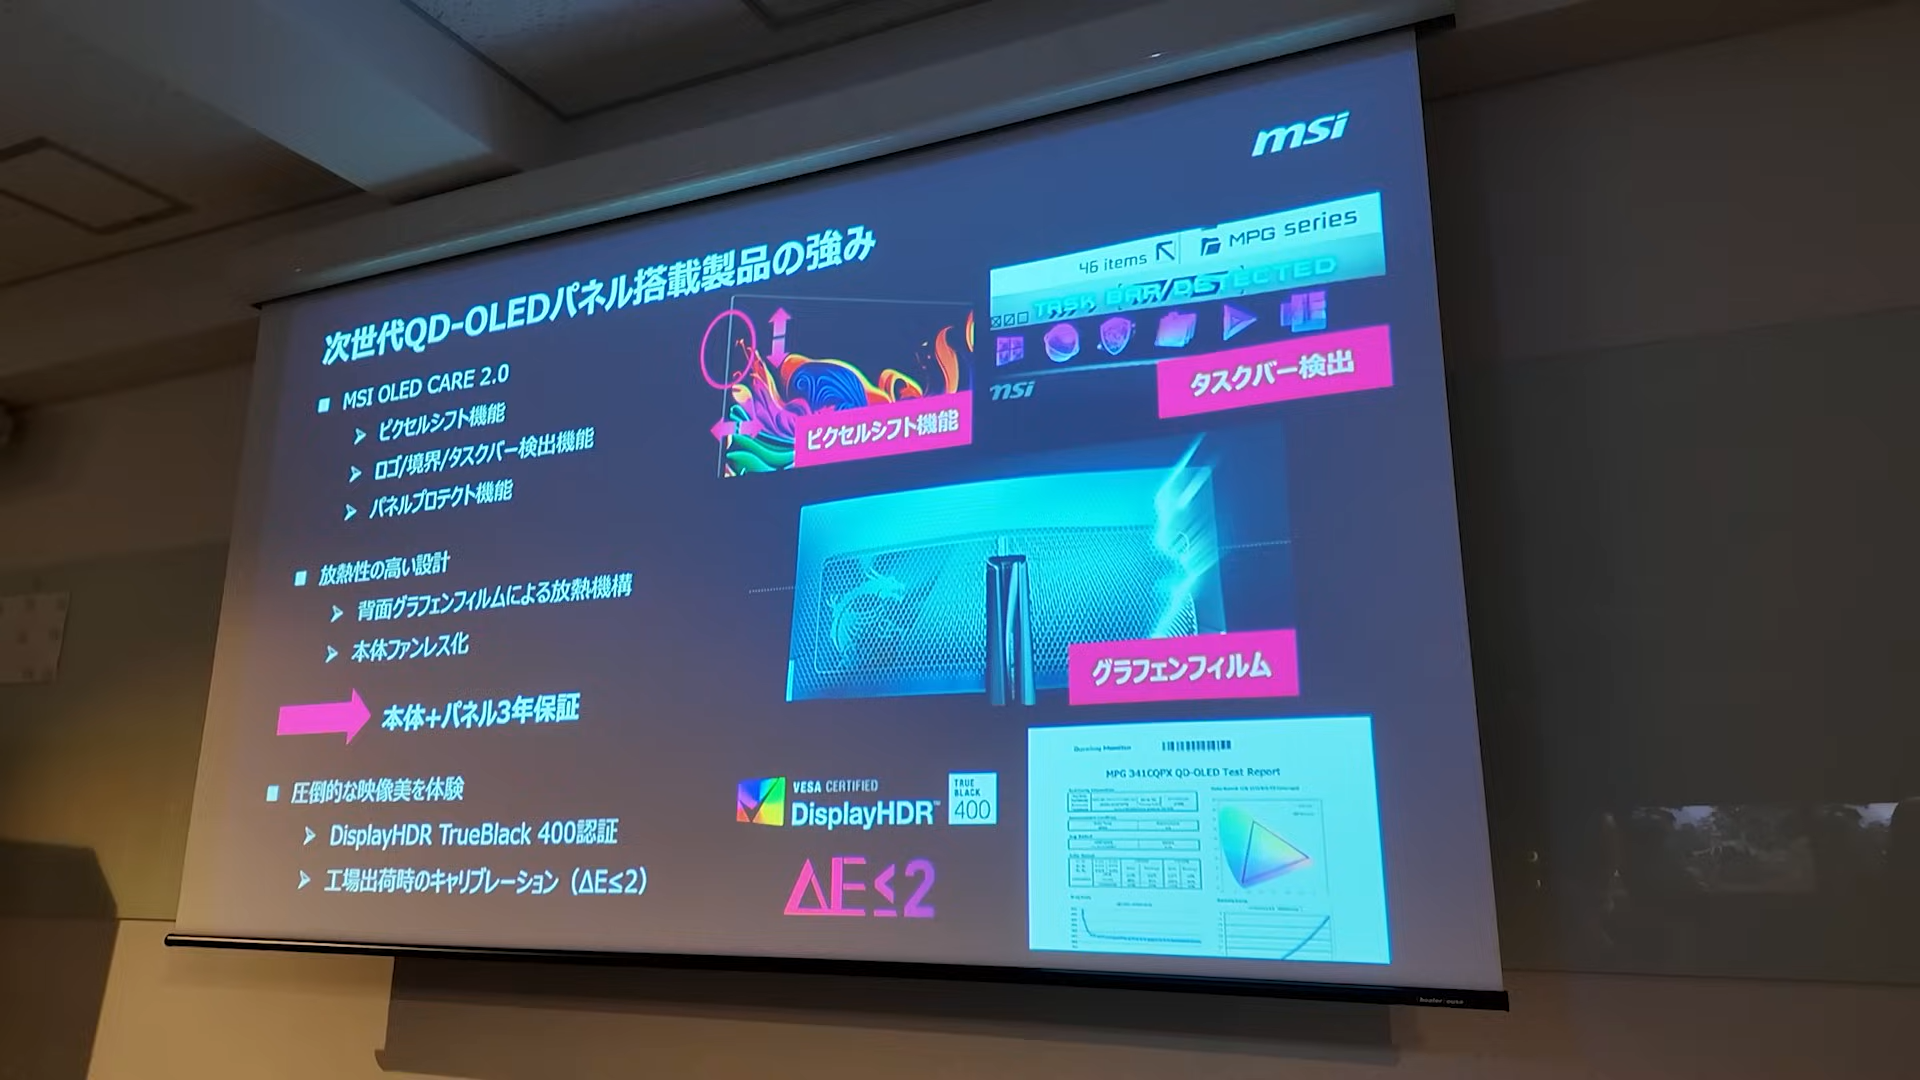 msi
次世代QD-OLEDパネル搭載製品の強み
■ MSI OLED CARE 2.0
➢ ピクセルシフト機能
➢ ロゴ/境界/タスクバー検出機能
➢ パネルプロテクト機能
■ 放熱性の高い設計
➢ 背面グラフェンフィルムによる放熱機構
➢ 本体ファンレス化
本体+パネル3年保証
■ 圧倒的な映像美を体験
➢ DisplayHDR TrueBlack 400認証
➢ 工場出荷時のキャリブレーション（ΔE≤2）
ピクセルシフト機能
46 items
MPG series
TASK BAR DETECTED
msi
タスクバー検出
グラフェンフィルム
VESA CERTIFIED
DisplayHDR™
TRUE
BLACK
400
ΔE≤2
MPG 341CQPX QD-OLED Test Report